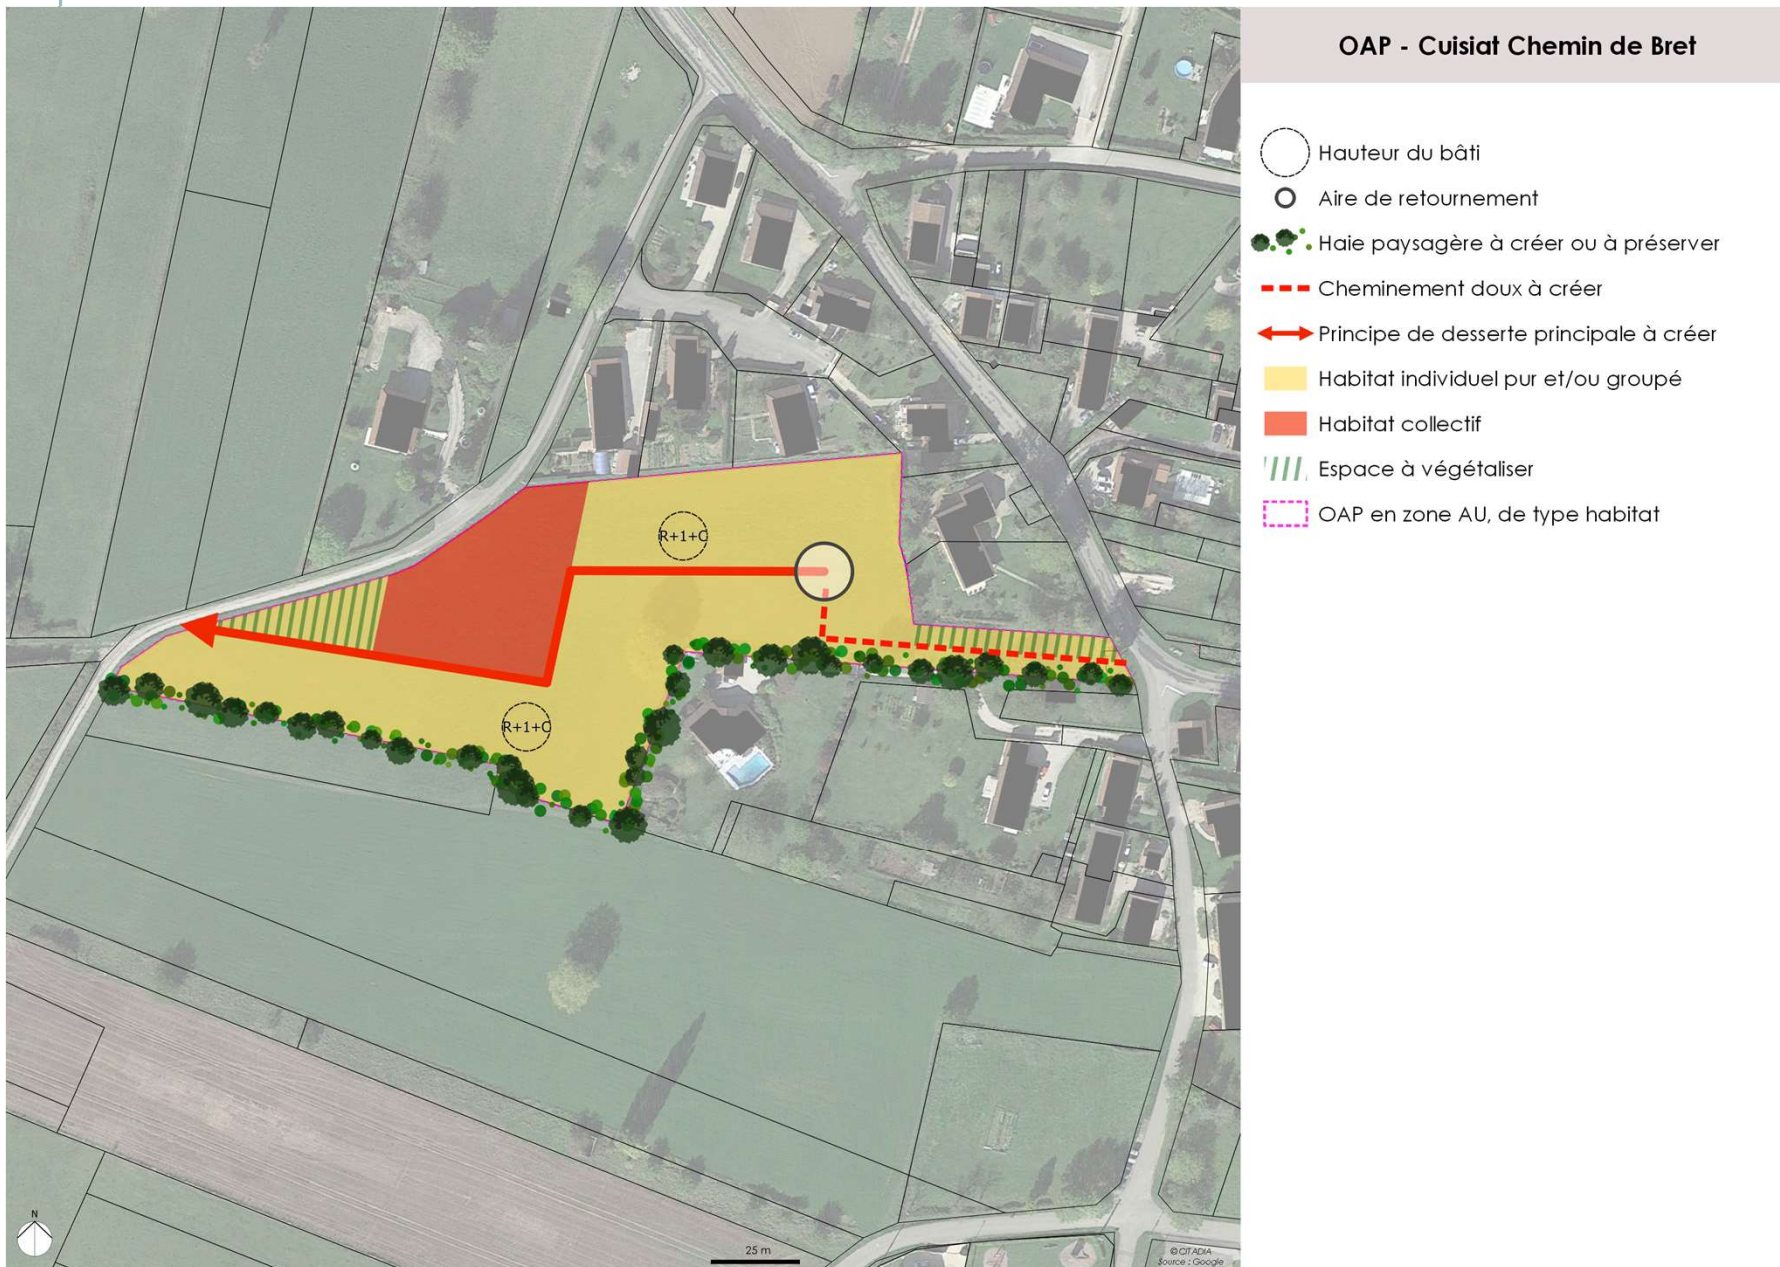 OAP - Cuisiat Chemin de Bret
Hauteur du bâti
Aire de retournement
Haie paysagère à créer ou à préserver
Cheminement doux à créer
Principe de desserte principale à créer
Habitat individuel pur et/ou groupé
Habitat collectif
Espace à végétaliser
OAP en zone AU, de type habitat
R+1+C
R+1+C
N
25 m
© CITADIA
Source : Google